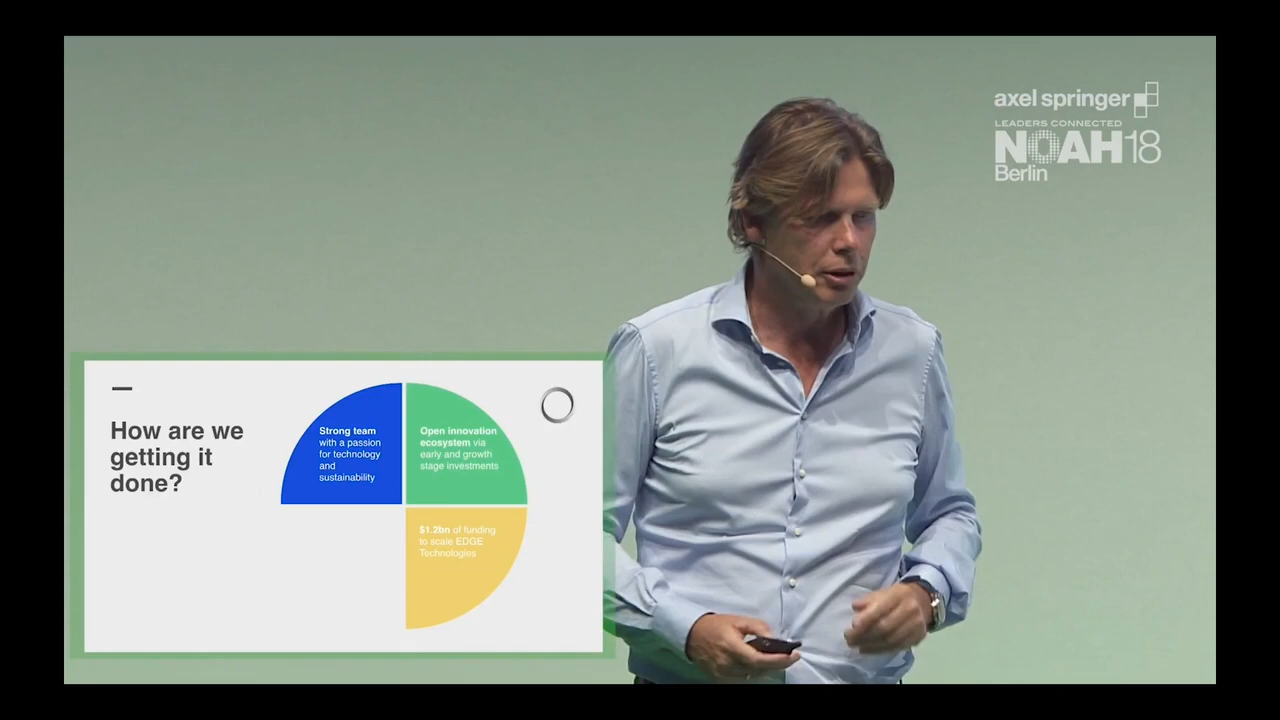 axel springer
LEADERS CONNECTED
NOAH18
Berlin
How are we
getting it
done?
Strong team
with a passion
for technology
and
sustainability
Open innovation
ecosystem via
early and growth
stage investments
$1.2bn of funding
to scale EDGE
Technologies